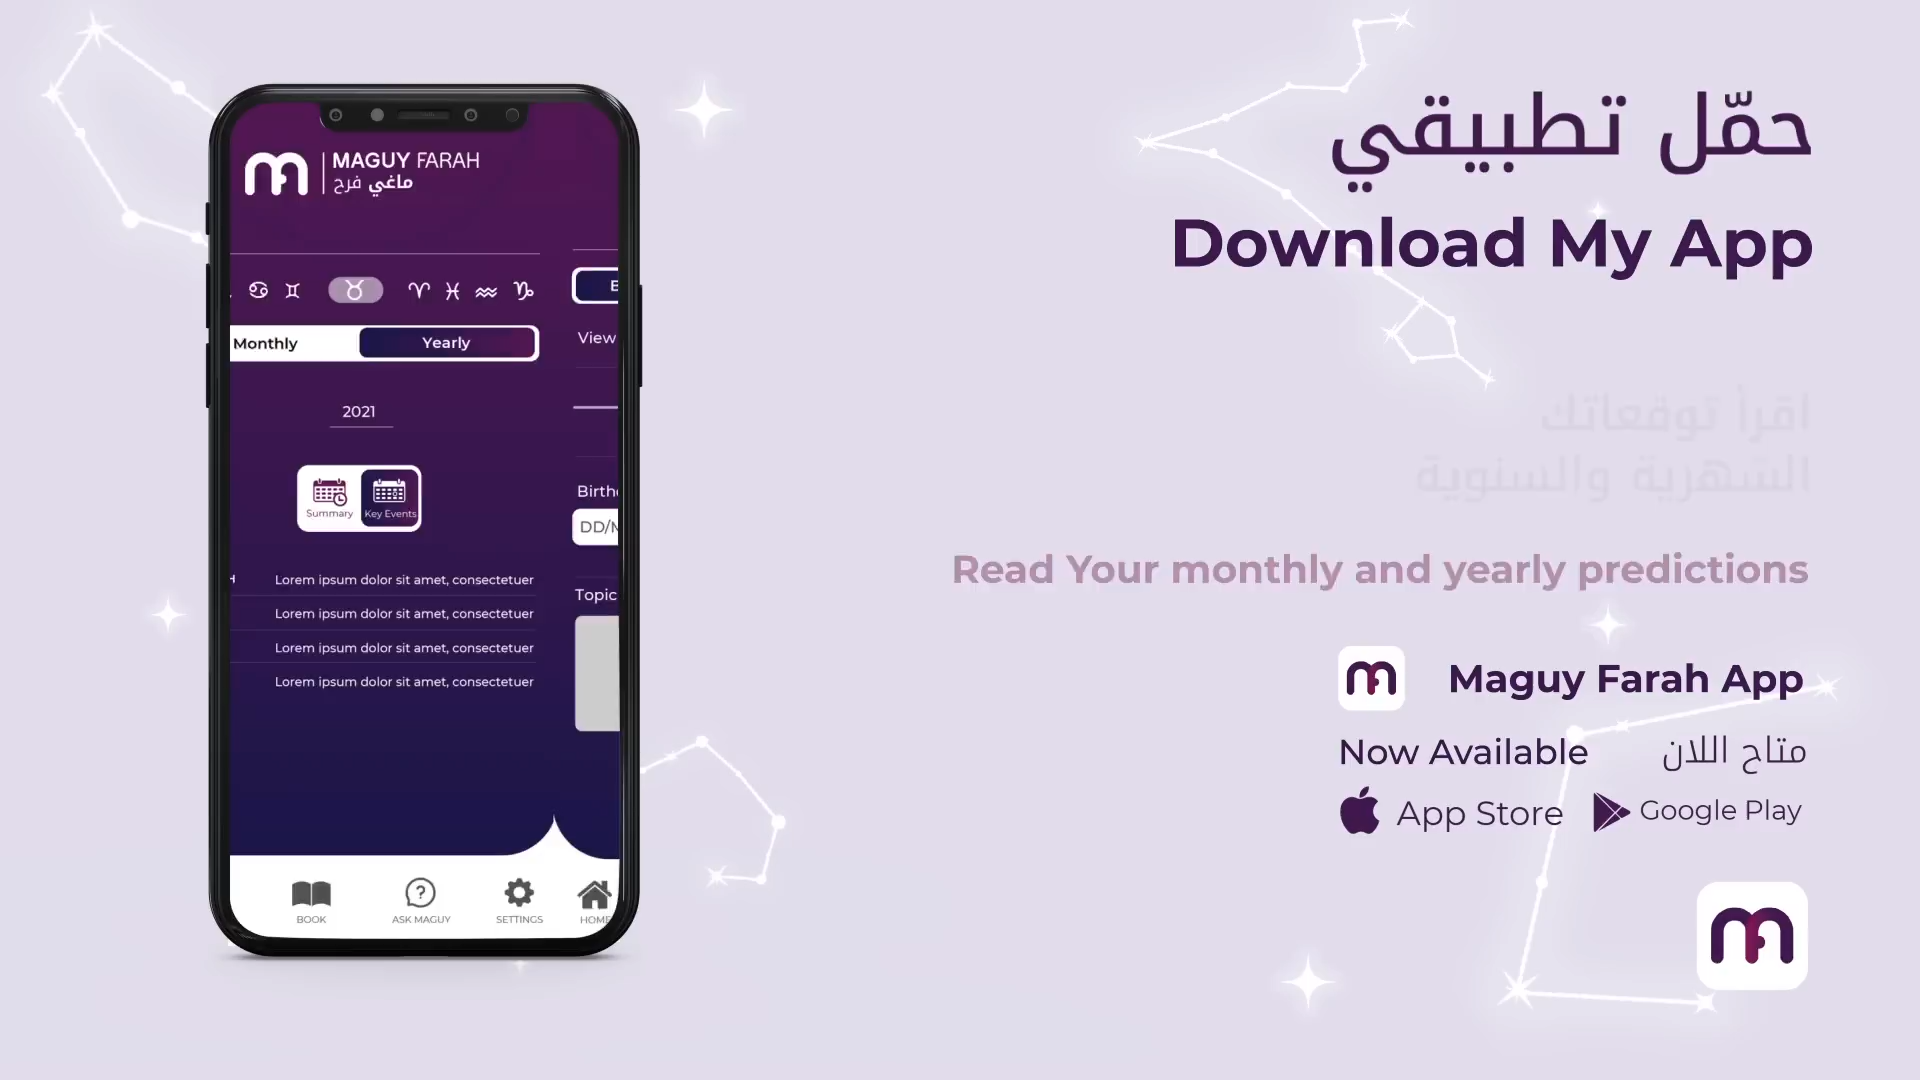 MAGUY FARAH
ماغي فرح
Monthly
Yearly
2021
Summary
Key Events
Lorem ipsum dolor sit amet, consectetuer
Lorem ipsum dolor sit amet, consectetuer
Lorem ipsum dolor sit amet, consectetuer
Lorem ipsum dolor sit amet, consectetuer
View
Topic
BOOK
ASK MAGUY
SETTINGS
HOME
حمّل تطبيقي
Download My App
اقرأ توقعاتك
الشهرية والسنوية
Read Your monthly and yearly predictions
Maguy Farah App
Now Available
متاح اللان
App Store
Google Play